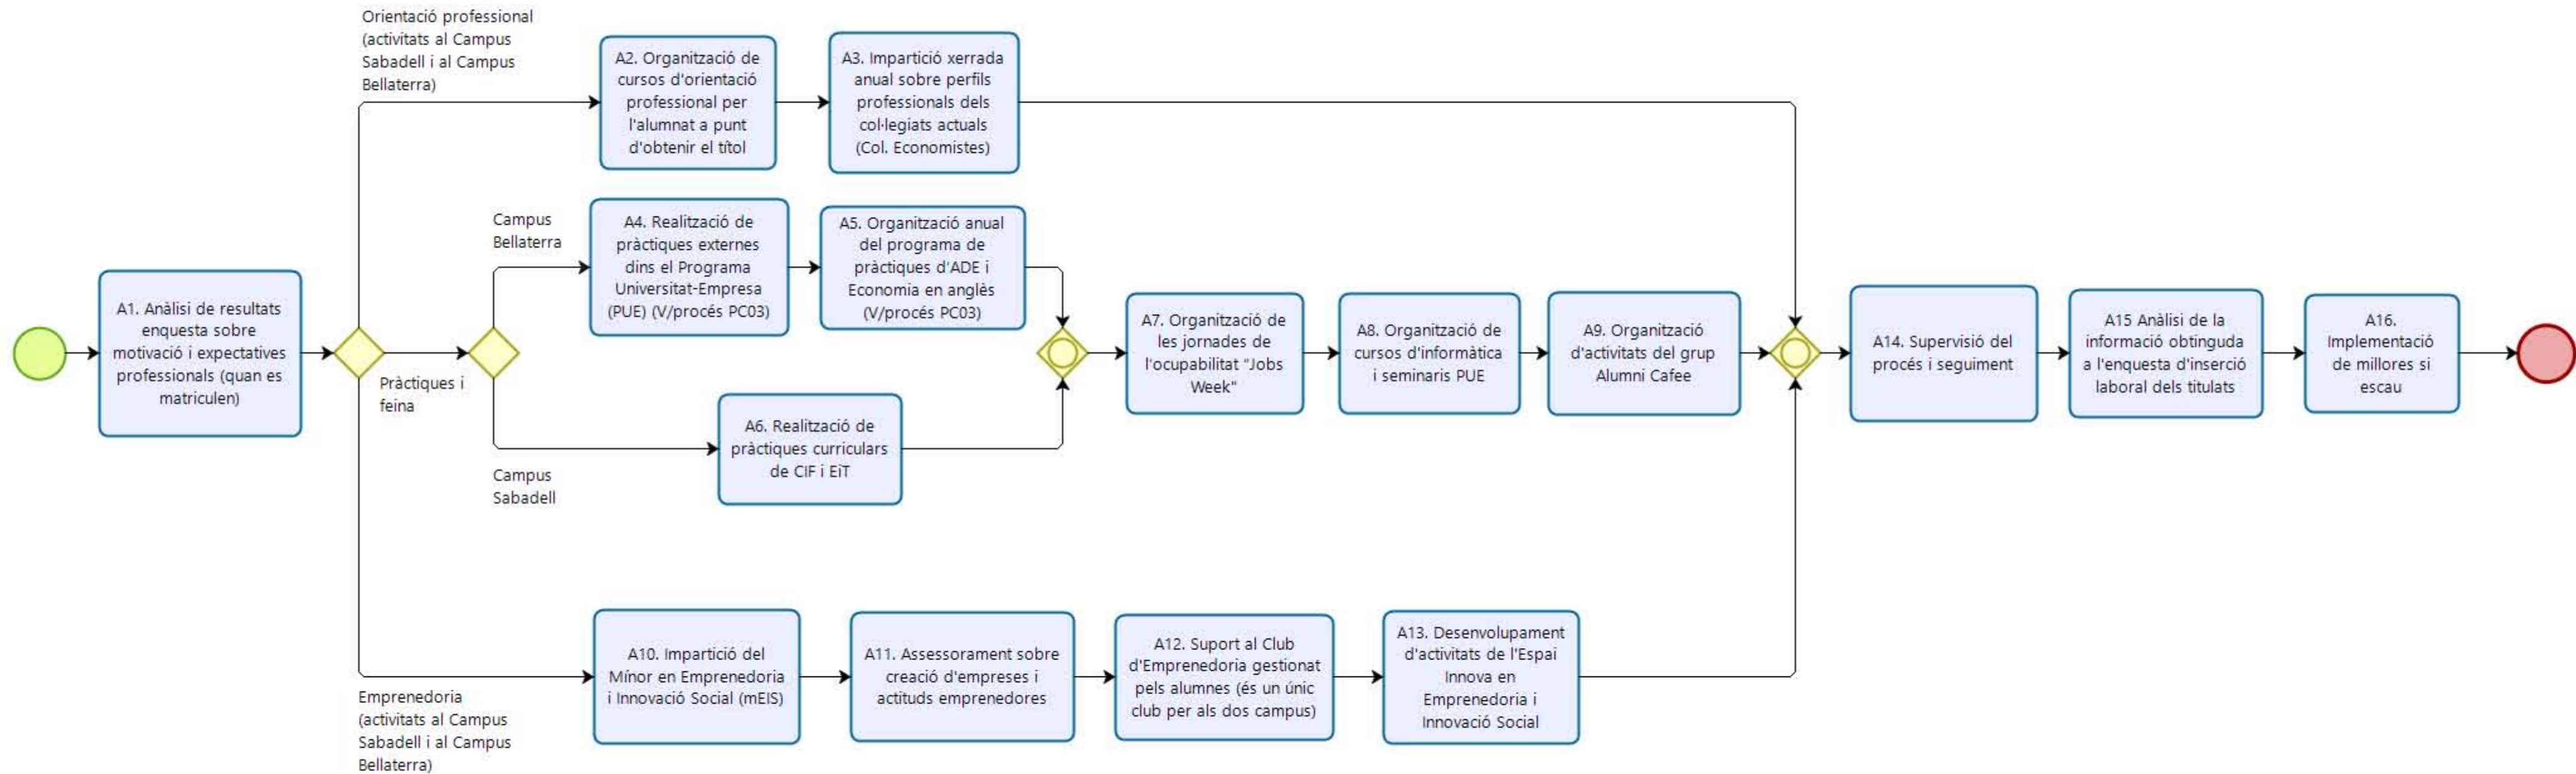 Orientació professional
(activitats al Campus
Sabadell i al Campus
Bellaterra)
A2. Organització de
cursos d'orientació
professional per
l'alumnat a punt
d'obtenir el títol
A3. Impartició xerrada
anual sobre perfils
professionals dels
col·legiats actuals
(Col. Economistes)
Campus
Bellaterra
A4. Realització de
pràctiques externes
dins el Programa
Universitat-Empresa
(PUE) (V/procés PC03)
A5. Organització anual
del programa de
pràctiques d'ADE i
Economia en anglès
(V/procés PC03)
A1. Anàlisi de resultats
enquesta sobre
motivació i expectatives
professionals (quan es
matriculen)
Pràctiques i
feina
A7. Organització de
les jornades de
l'ocupabilitat "Jobs
Week"
A8. Organització de
cursos d'informàtica
i seminaris PUE
A9. Organització
d'activitats del grup
Alumni Cafee
A14. Supervisió del
procés i seguiment
A15 Anàlisi de la
informació obtinguda
a l'enquesta d'inserció
laboral dels titulats
A16.
Implementació
de millores si
escau
A6. Realització de
pràctiques curriculars
de CIF i EiT
Campus
Sabadell
A10. Impartició del
Mínor en Emprenedoria
i Innovació Social (mEIS)
A11. Assessorament sobre
creació d'empreses i
actituds emprenedores
A12. Suport al Club
d'Emprenedoria gestionat
pels alumnes (és un únic
club per als dos campus)
A13. Desenvolupament
d'activitats de l'Espai
Innova en
Emprenedoria i
Innovació Social
Emprenedoria
(activitats al Campus
Sabadell i al Campus
Bellaterra)